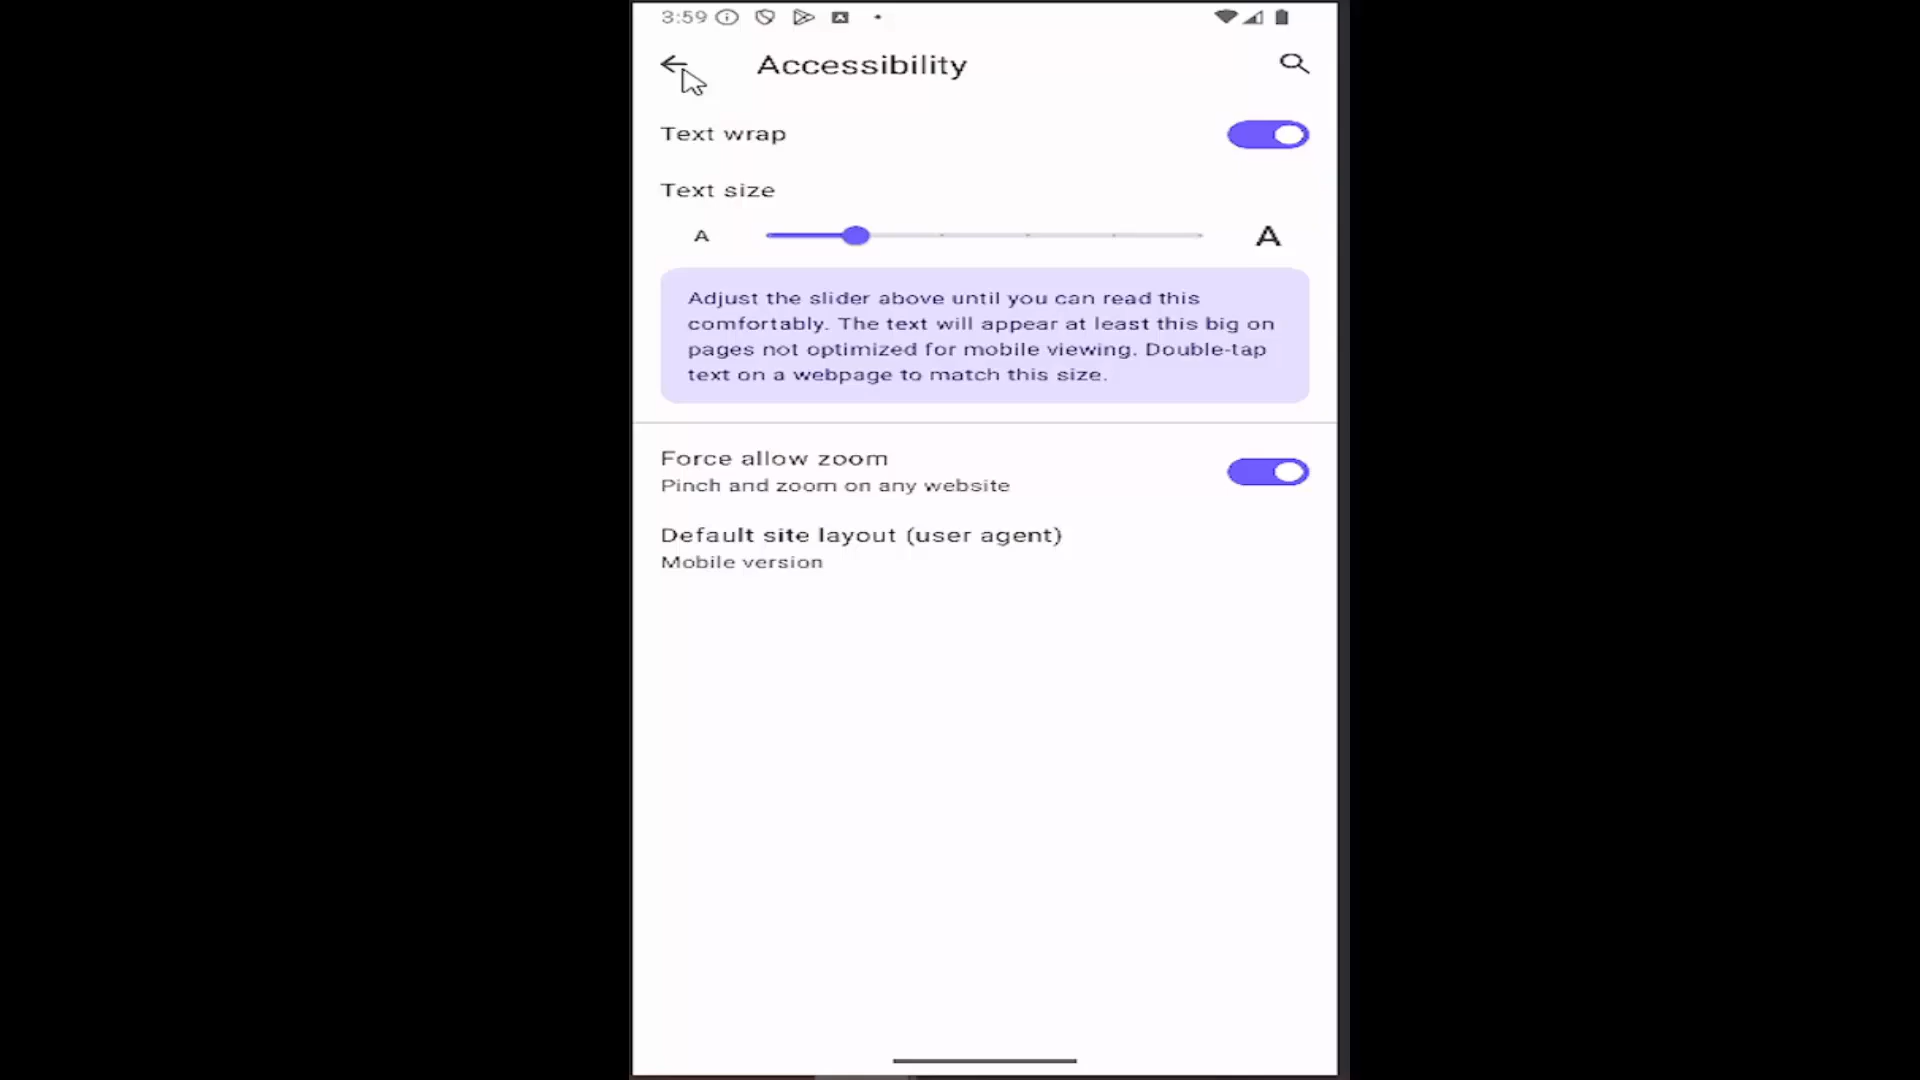 3:59
Accessibility
Text wrap
Text size
A A
Adjust the slider above until you can read this
comfortably. The text will appear at least this big on
pages not optimized for mobile viewing. Double-tap
text on a webpage to match this size.
Force allow zoom
Pinch and zoom on any website
Default site layout (user agent)
Mobile version